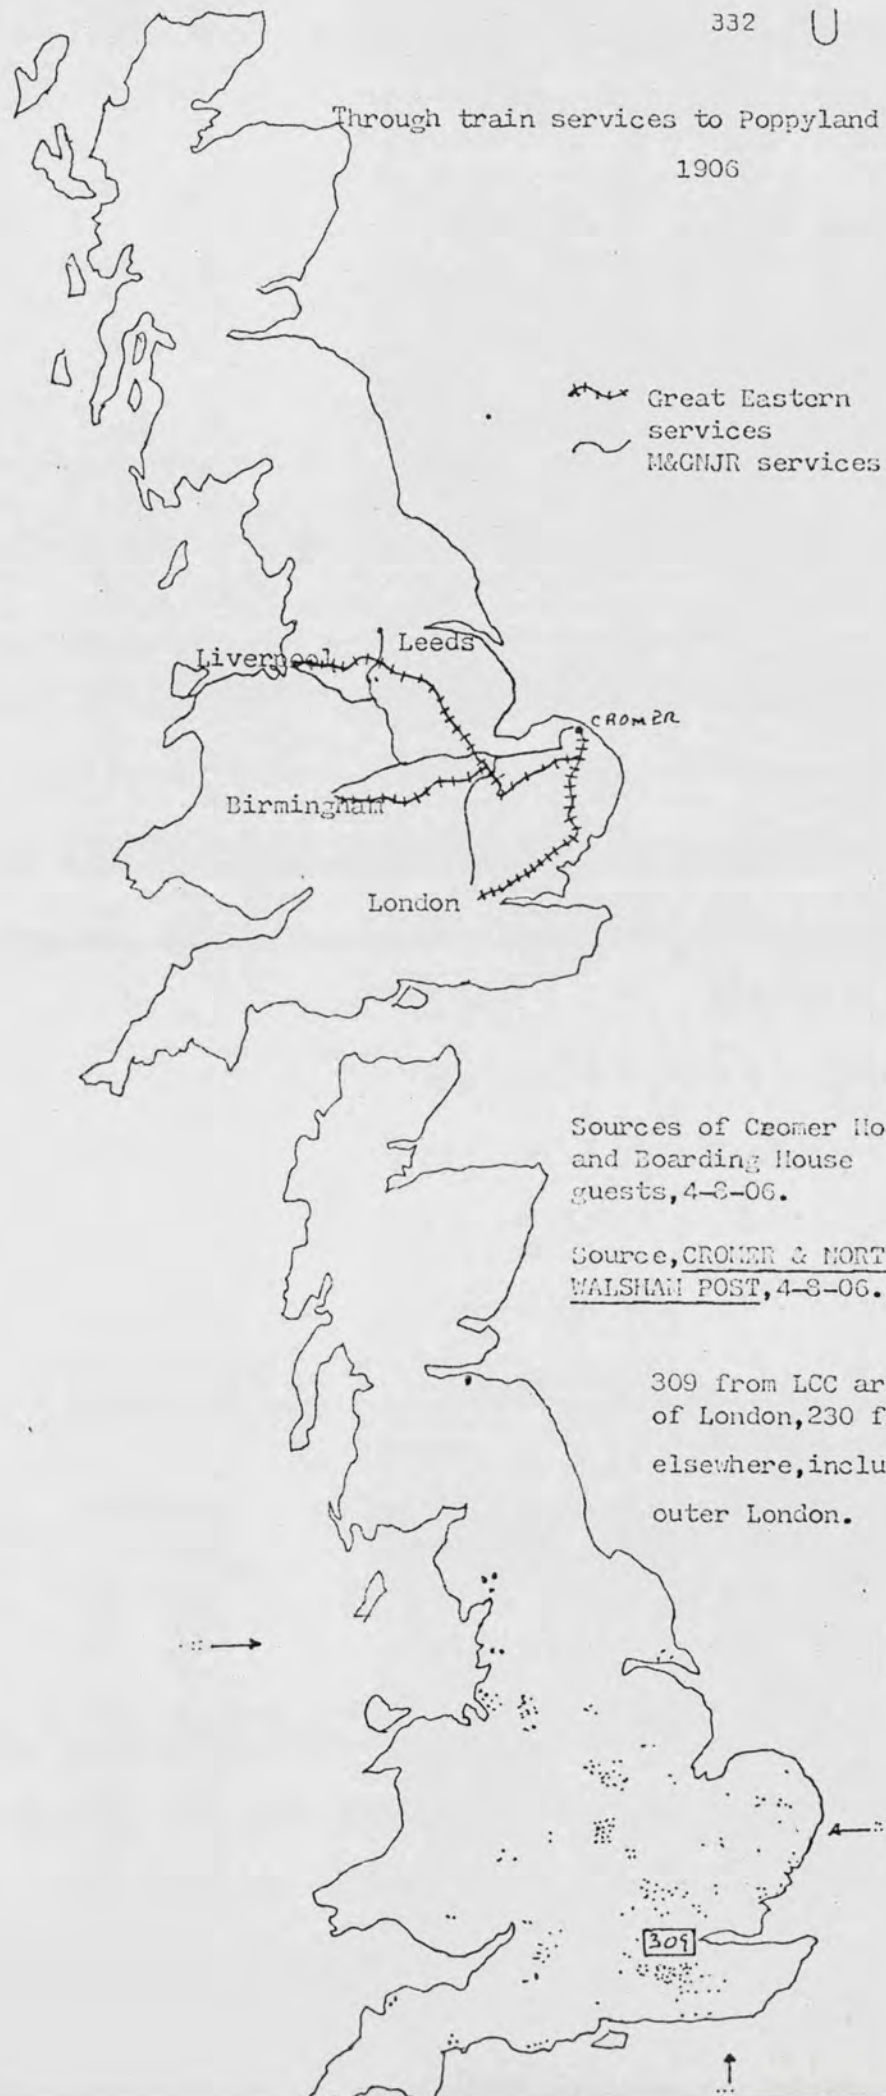 332 U
Through train services to Poppyland
1906
Great Eastern
services
M&GNJR services
Leeds
Liverpool
CROMER
Birmingham
London
Sources of Cromer Ho
and Boarding House
guests,4-8-06.
Source,CROMER & NORT
WALSHAM POST,4-8-06.
309 from LCC ar
of London,230 f
elsewhere,inclu
outer London.
309